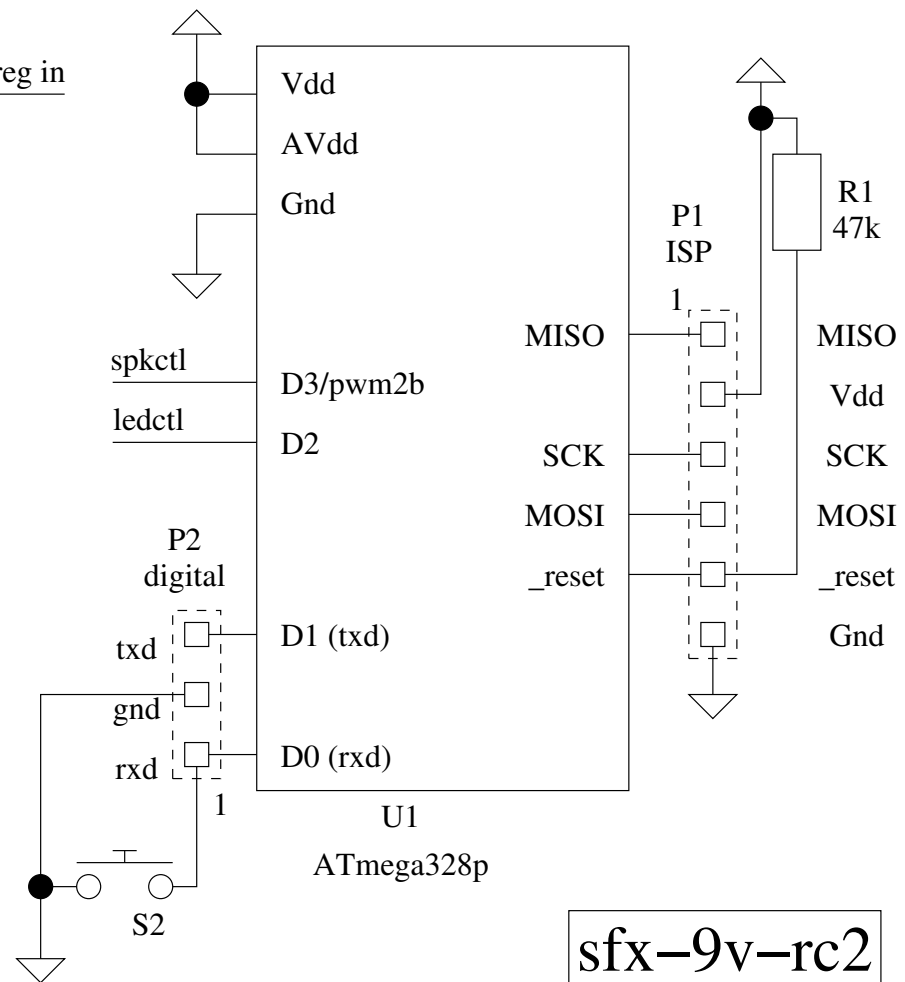 reg in
Vdd
AVdd
Gnd
spkctl
D3/pwm2b
ledctl
D2
P2
digital
txd
D1 (txd)
gnd
rxd
D0 (rxd)
1
S2
U1
ATmega328p
P1
ISP
1
R1
47k
MISO
MISO
Vdd
SCK
SCK
MOSI
MOSI
_reset
_reset
Gnd
sfx−9v−rc2